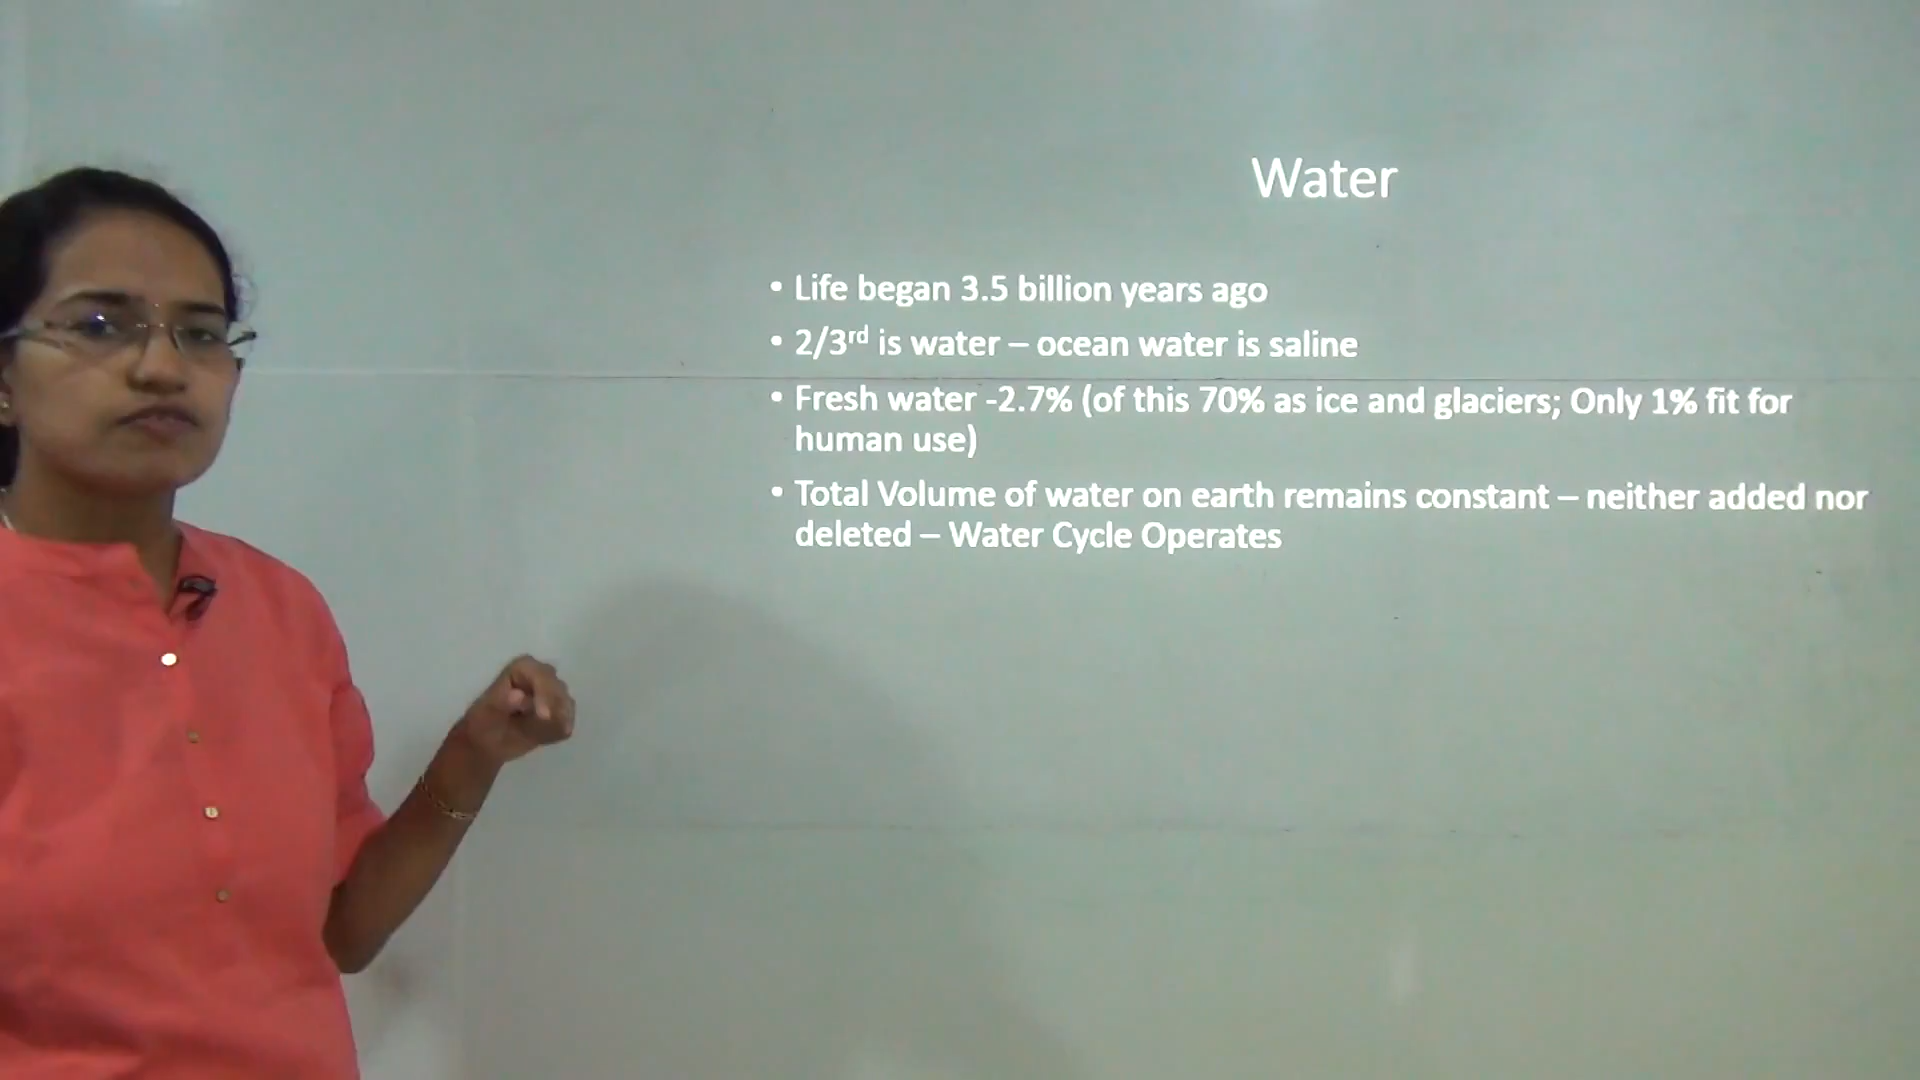 Water
• Life began 3.5 billion years ago
• 2/3rd is water – ocean water is saline
• Fresh water -2.7% (of this 70% as ice and glaciers; Only 1% fit for
human use)
• Total Volume of water on earth remains constant – neither added nor
deleted – Water Cycle Operates